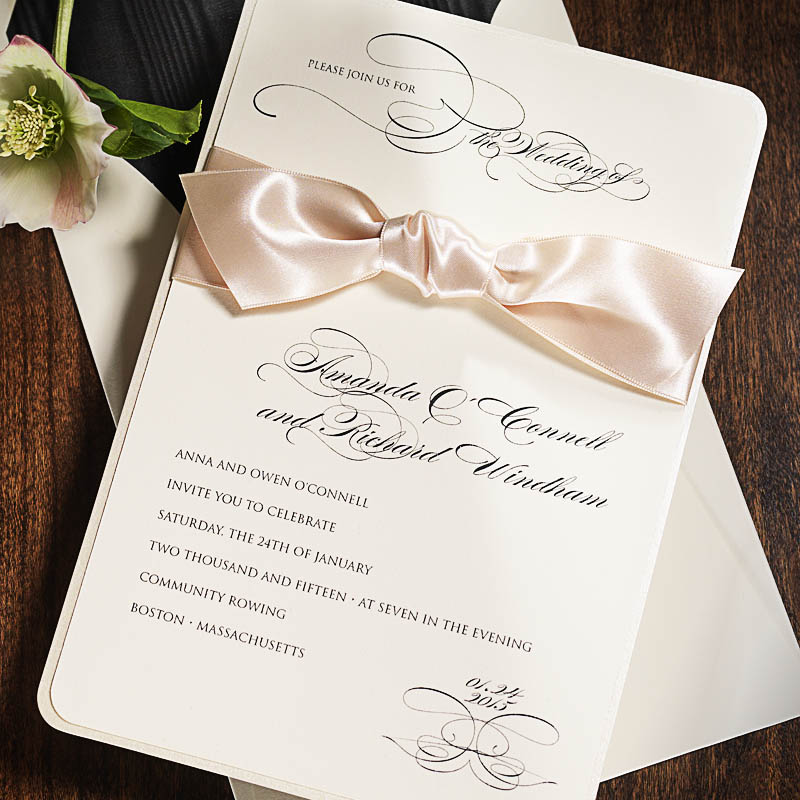 PLEASE JOIN US FOR
the Wedding of
Amanda O'Connell
and Richard Windham
ANNA AND OWEN O'CONNELL
INVITE YOU TO CELEBRATE
SATURDAY, THE 24TH OF JANUARY
TWO THOUSAND AND FIFTEEN · AT SEVEN IN THE EVENING
COMMUNITY ROWING
BOSTON · MASSACHUSETTS
01.24
2015